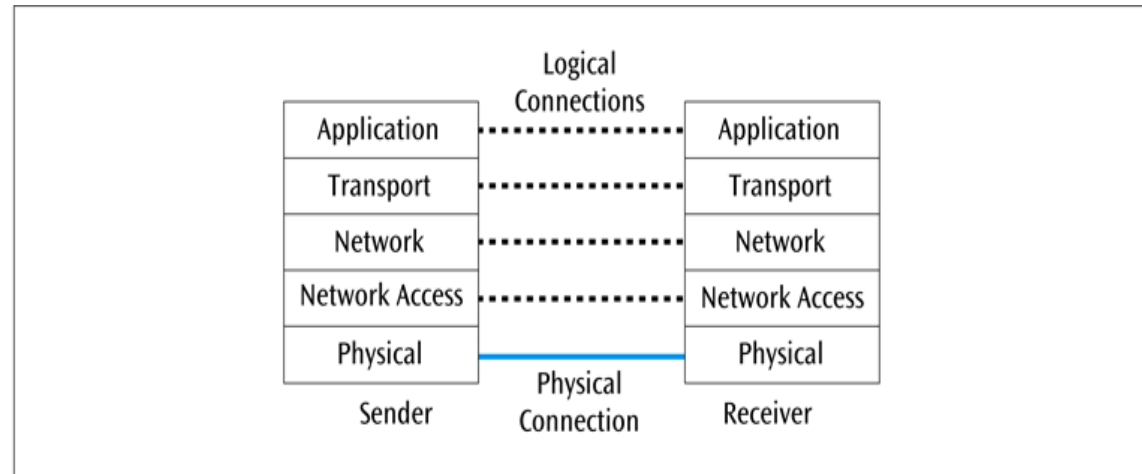 Logical
Connections
Application
Application
Transport
Transport
Network
Network
Network Access
Network Access
Physical
Physical
Physical
Connection
Sender
Receiver